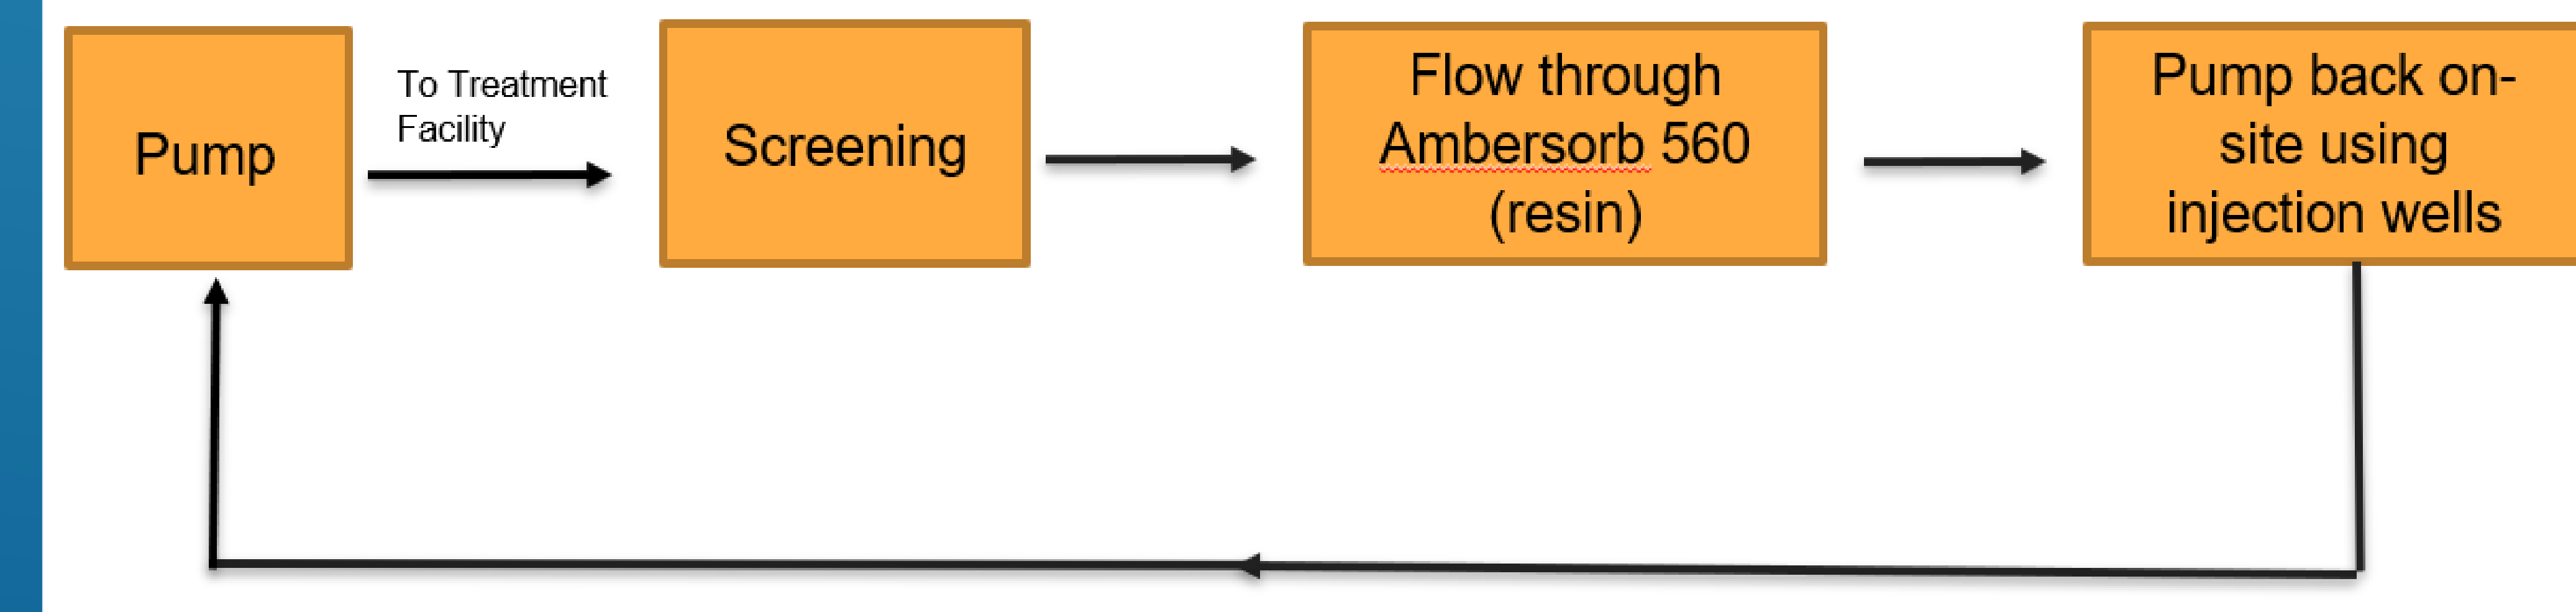 Pump
To Treatment
Facility
Screening
Flow through
Ambersorb 560
(resin)
Pump back on-
site using
injection wells